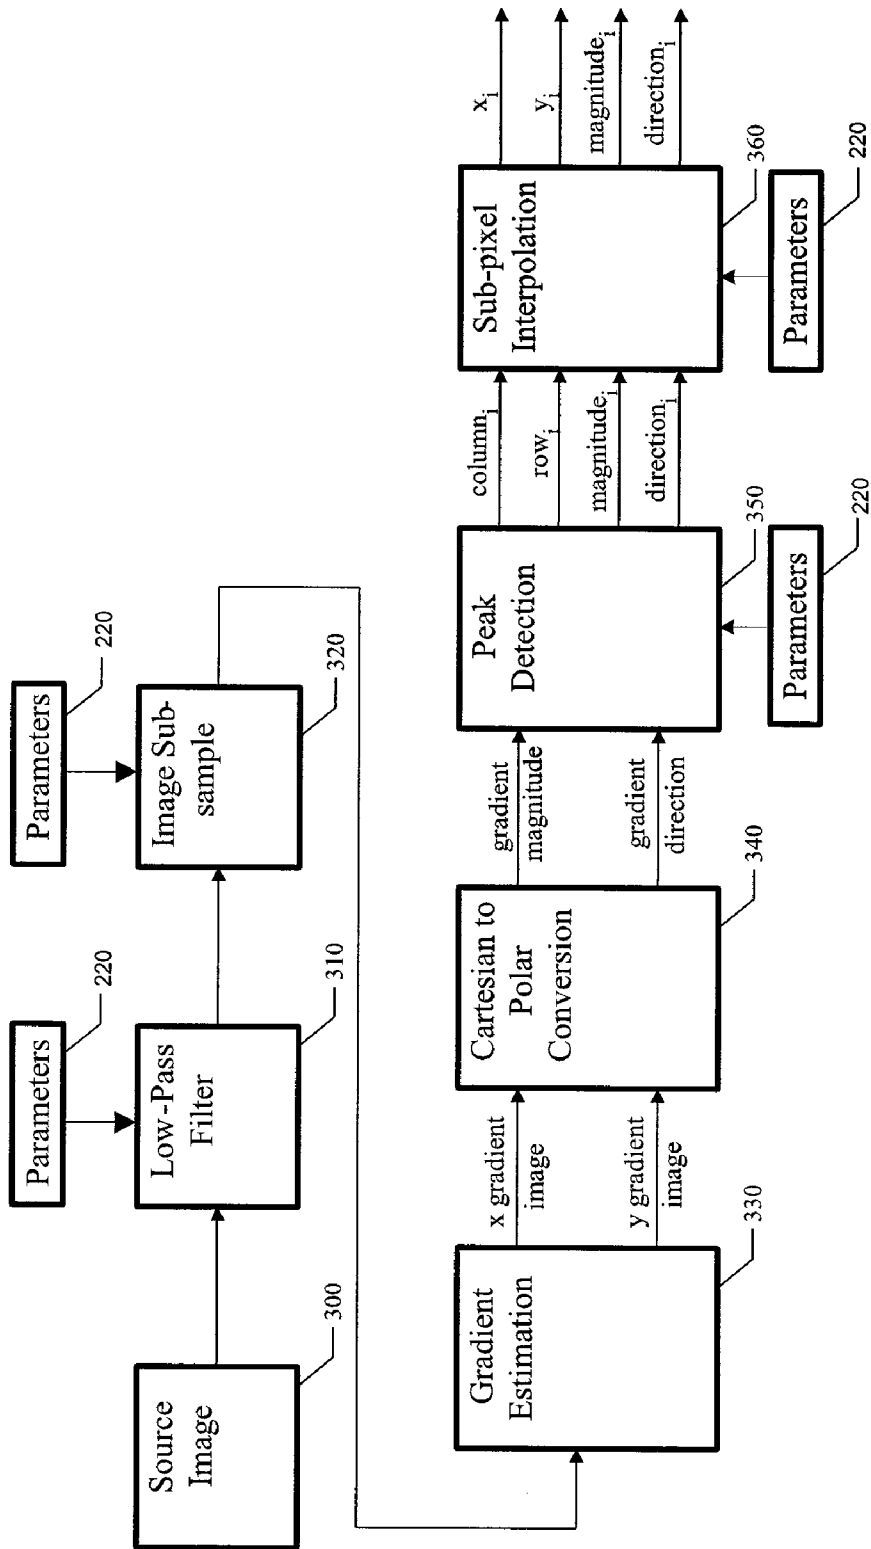 Parameters
220
Parameters
220
Source
Image
300
Low-Pass
Filter
310
Image Sub-
sample
320
Gradient
Estimation
330
x gradient
image
y gradient
image
Cartesian to
Polar
Conversion
340
gradient
magnitude
gradient
direction
Peak
Detection
350
Parameters
220
column_i
row_i
magnitude_i
direction_i
Sub-pixel
Interpolation
360
Parameters
220
x_i
y_i
magnitude_i
direction_i